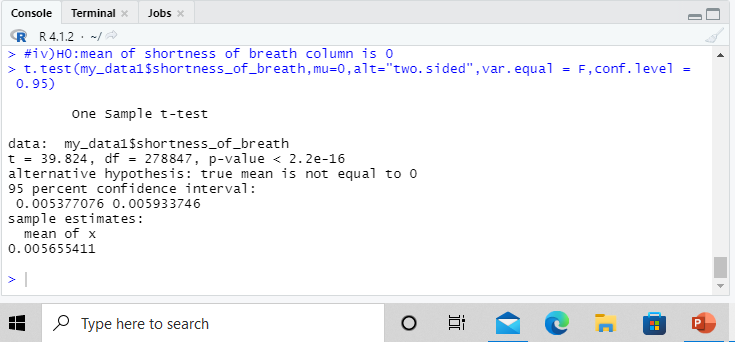 Console Terminal × Jobs ×
R R 4.1.2 · ~/
> #iv)H0:mean of shortness of breath column is 0
> t.test(my_data1$shortness_of_breath,mu=0,alt="two.sided",var.equal = F,conf.level =
0.95)
One Sample t-test
data: my_data1$shortness_of_breath
t = 39.824, df = 278847, p-value < 2.2e-16
alternative hypothesis: true mean is not equal to 0
95 percent confidence interval:
0.005377076 0.005933746
sample estimates:
mean of x
0.005655411
>
Type here to search
P